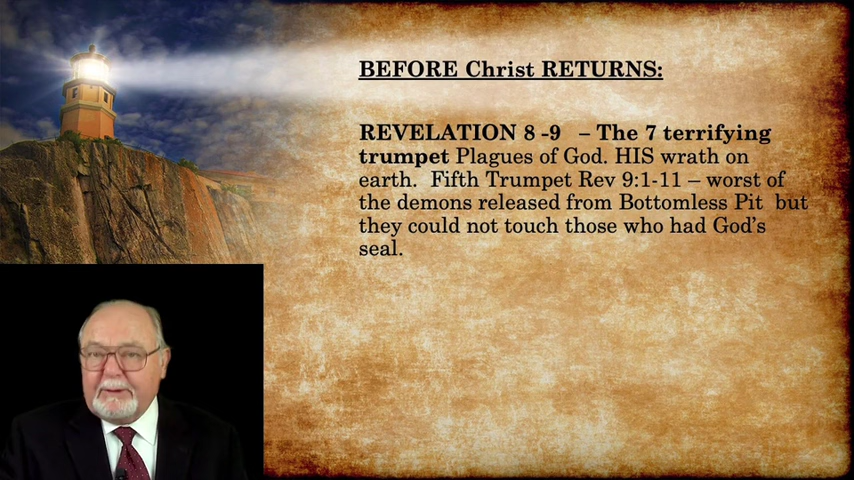 BEFORE Christ RETURNS:
REVELATION 8 -9 – The 7 terrifying
trumpet Plagues of God. HIS wrath on
earth. Fifth Trumpet Rev 9:1-11 – worst of
the demons released from Bottomless Pit but
they could not touch those who had God’s
seal.